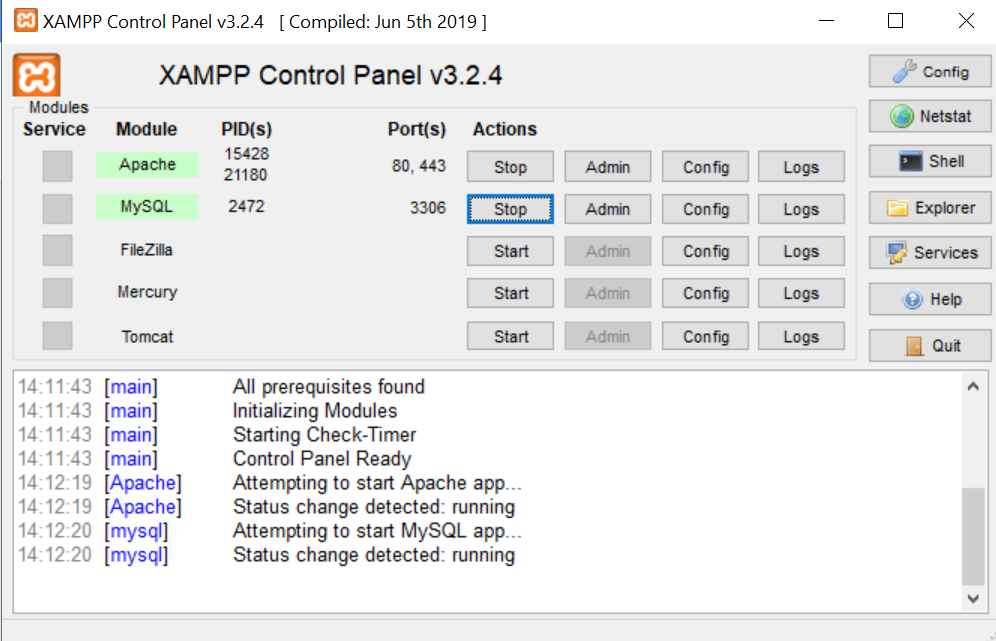 XAMPP Control Panel v3.2.4 [ Compiled: Jun 5th 2019 ]
XAMPP Control Panel v3.2.4
Config
Modules
Service Module PID(s) Port(s) Actions
Netstat
Apache 15428 21180 80, 443 Stop Admin Config Logs
Shell
MySQL 2472 3306 Stop Admin Config Logs
Explorer
FileZilla Start Admin Config Logs
Services
Mercury Start Admin Config Logs
Help
Tomcat Start Admin Config Logs
Quit
14:11:43 [main] All prerequisites found
14:11:43 [main] Initializing Modules
14:11:43 [main] Starting Check-Timer
14:11:43 [main] Control Panel Ready
14:12:19 [Apache] Attempting to start Apache app...
14:12:19 [Apache] Status change detected: running
14:12:20 [mysql] Attempting to start MySQL app...
14:12:20 [mysql] Status change detected: running